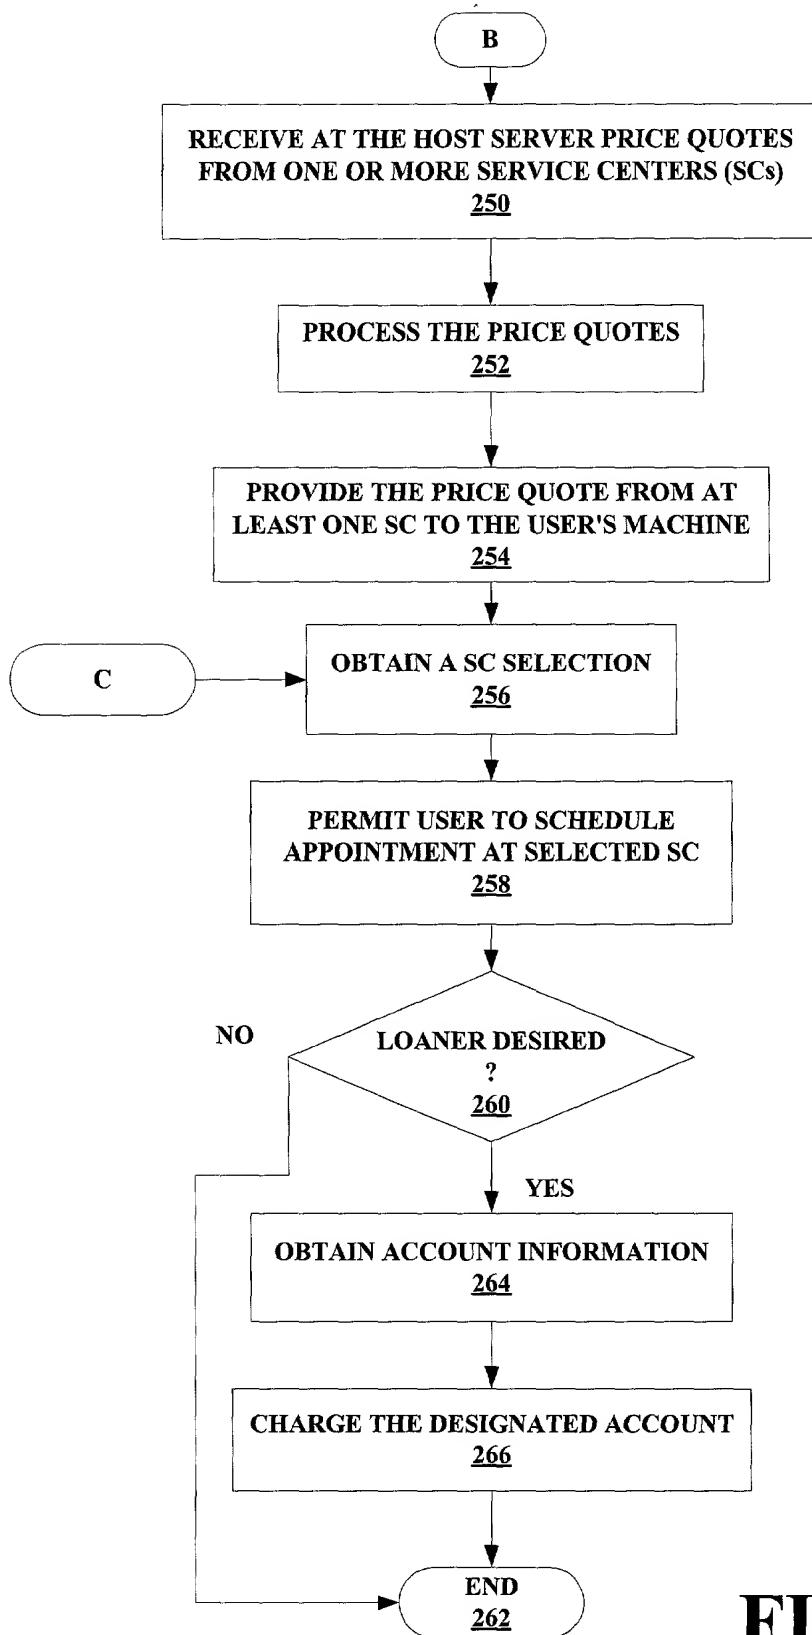 B
RECEIVE AT THE HOST SERVER PRICE QUOTES
FROM ONE OR MORE SERVICE CENTERS (SCs)
250
PROCESS THE PRICE QUOTES
252
PROVIDE THE PRICE QUOTE FROM AT
LEAST ONE SC TO THE USER'S MACHINE
254
C
OBTAIN A SC SELECTION
256
PERMIT USER TO SCHEDULE
APPOINTMENT AT SELECTED SC
258
NO
LOANER DESIRED
?
260
YES
OBTAIN ACCOUNT INFORMATION
264
CHARGE THE DESIGNATED ACCOUNT
266
END
262